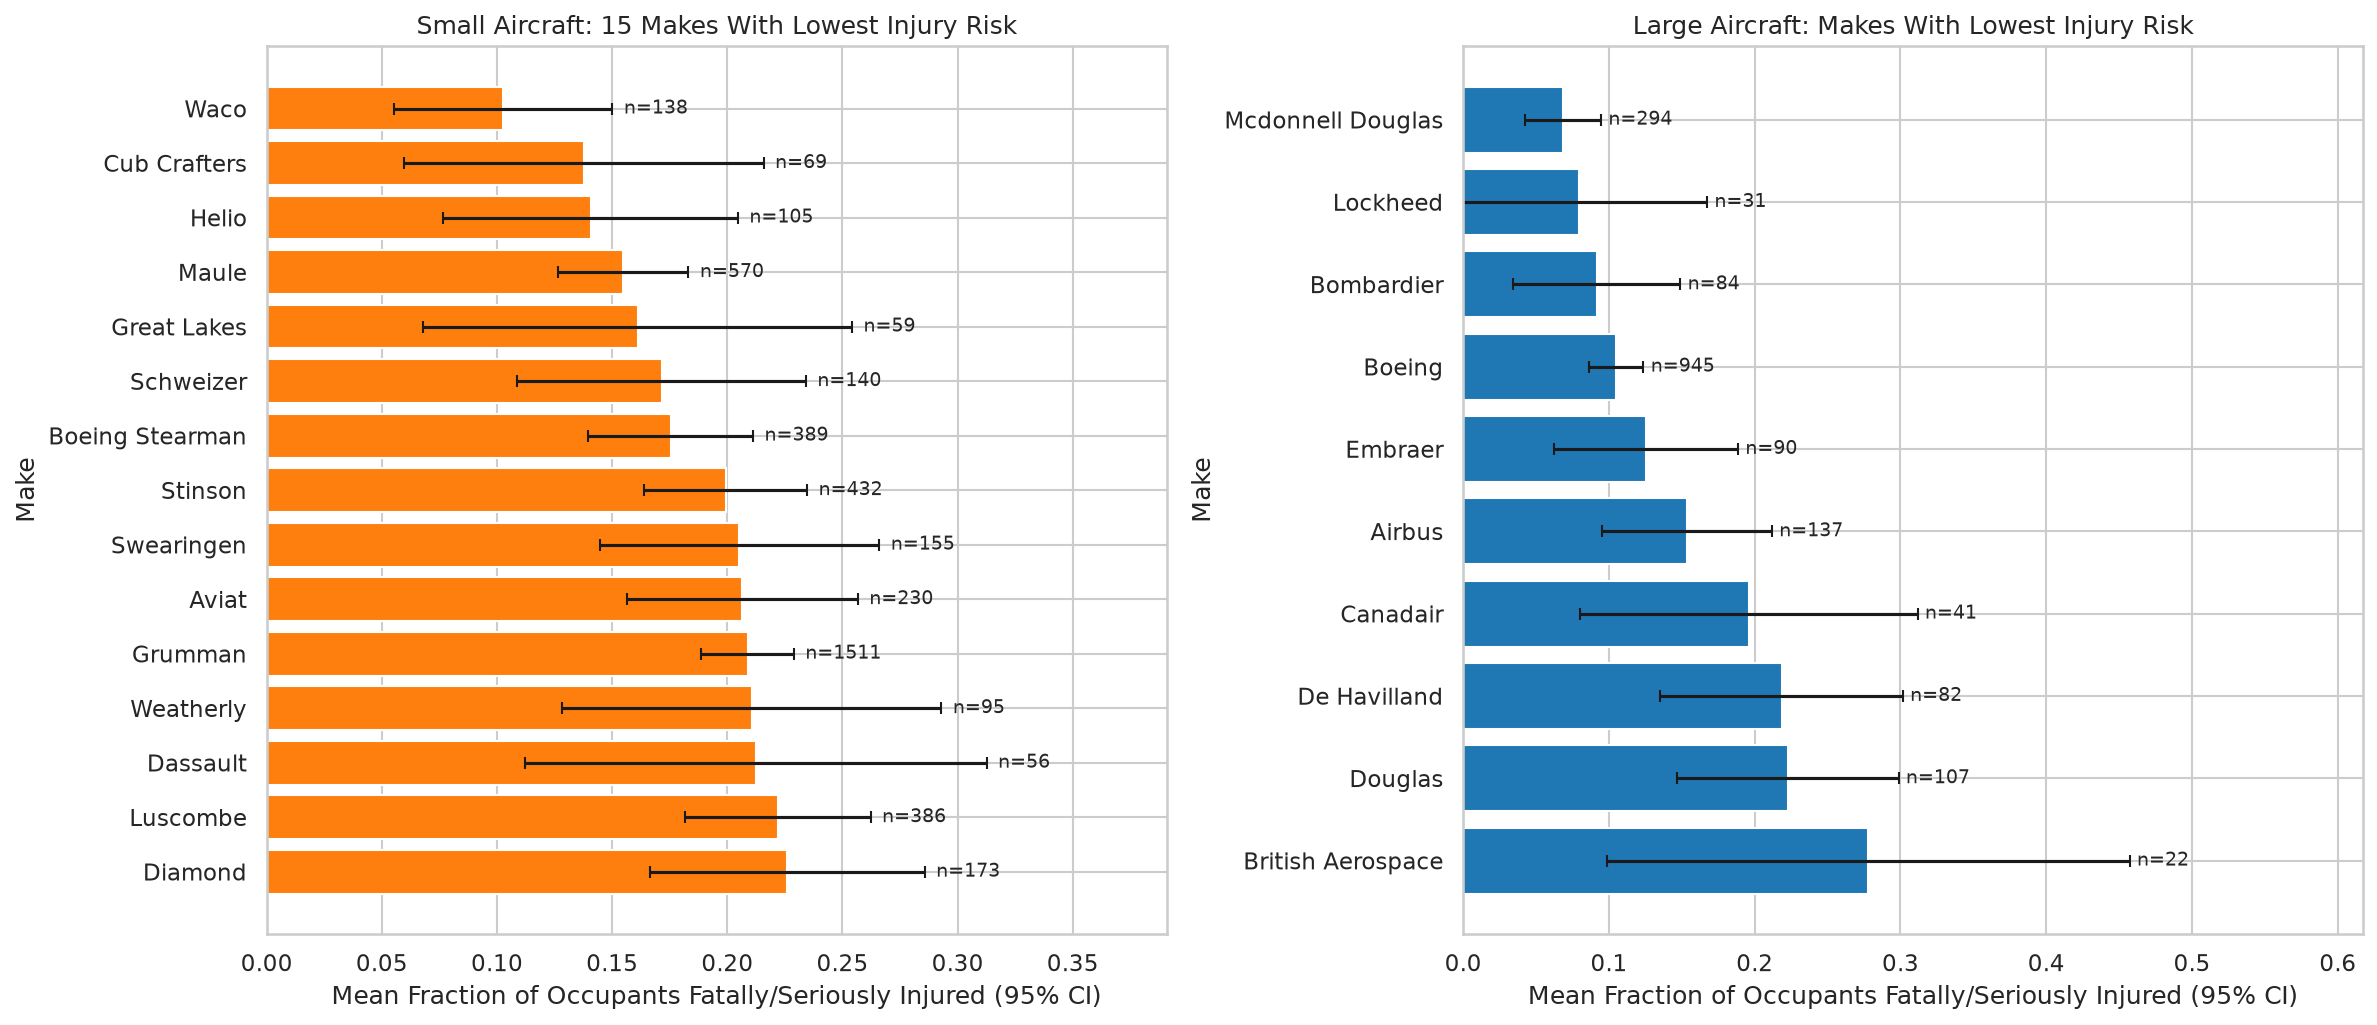 Small Aircraft: 15 Makes With Lowest Injury Risk
Make
Waco
n=138
Cub Crafters
n=69
Helio
n=105
Maule
n=570
Great Lakes
n=59
Schweizer
n=140
Boeing Stearman
n=389
Stinson
n=432
Swearingen
n=155
Aviat
n=230
Grumman
n=1511
Weatherly
n=95
Dassault
n=56
Luscombe
n=386
Diamond
n=173
0.00 0.05 0.10 0.15 0.20 0.25 0.30 0.35
Mean Fraction of Occupants Fatally/Seriously Injured (95% CI)
Large Aircraft: Makes With Lowest Injury Risk
Make
Mcdonnell Douglas
n=294
Lockheed
n=31
Bombardier
n=84
Boeing
n=945
Embraer
n=90
Airbus
n=137
Canadair
n=41
De Havilland
n=82
Douglas
n=107
British Aerospace
n=22
0.0 0.1 0.2 0.3 0.4 0.5 0.6
Mean Fraction of Occupants Fatally/Seriously Injured (95% CI)